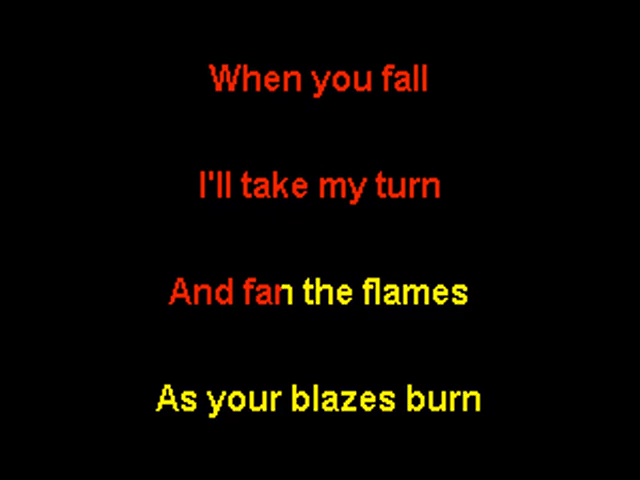 When you fall
I'll take my turn
And fan the flames
As your blazes burn